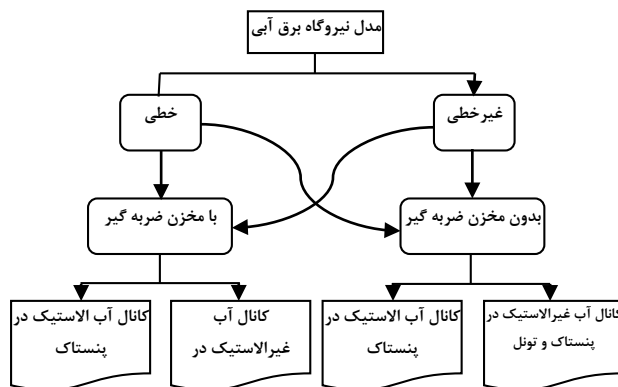 مدل نیروگاه برق آبی
غیرخطی
خطی
بدون مخزن ضربه گیر
با مخزن ضربه گیر
کانال آب غیرالاستیک در
پنستاک و تونل
کانال آب الاستیک در
پنستاک
کانال آب
غیرالاستیک در
کانال آب الاستیک در
پنستاک